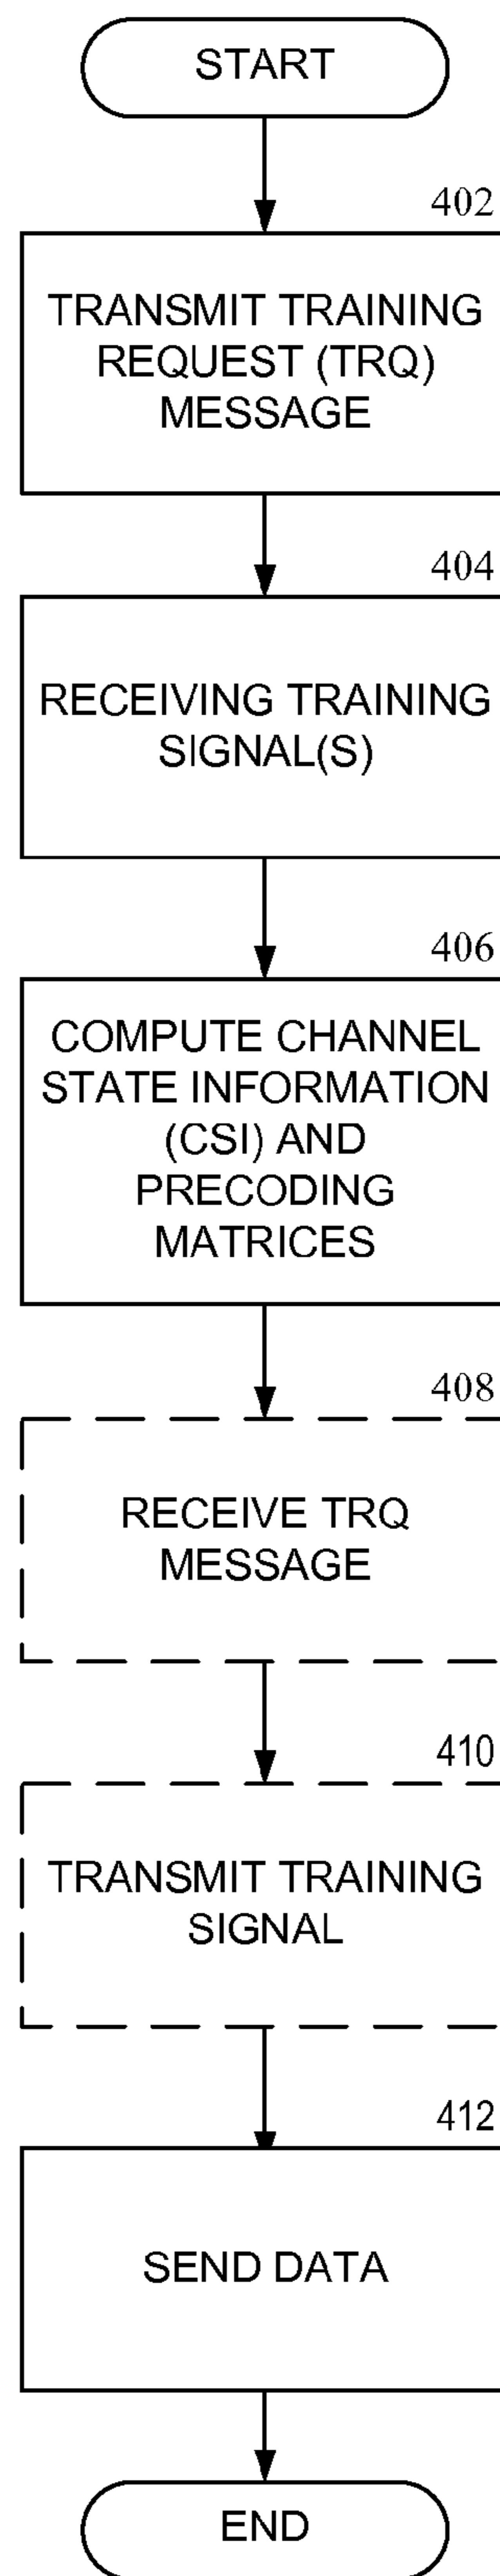 START
402
TRANSMIT TRAINING
REQUEST (TRQ)
MESSAGE
404
RECEIVING TRAINING
SIGNAL(S)
406
COMPUTE CHANNEL
STATE INFORMATION
(CSI) AND
PRECODING
MATRICES
408
RECEIVE TRQ
MESSAGE
410
TRANSMIT TRAINING
SIGNAL
412
SEND DATA
END